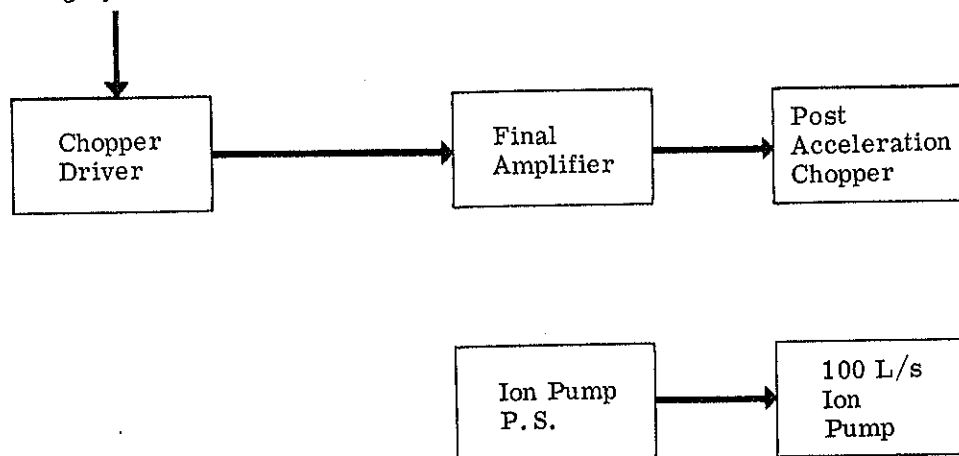 Chopper
Driver
Final
Amplifier
Post
Acceleration
Chopper
Ion Pump
P.S.
100 L/s
Ion
Pump